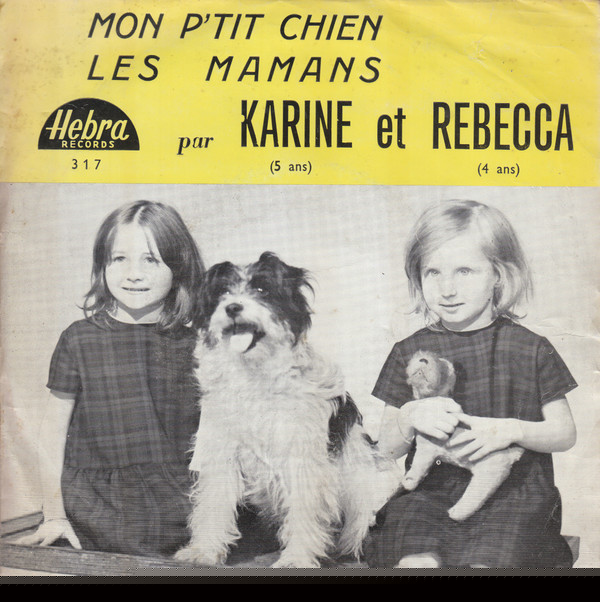 MON P'TIT CHIEN
LES MAMANS
Hebra
RECORDS
317
par KARINE et REBECCA
(5 ans) (4 ans)